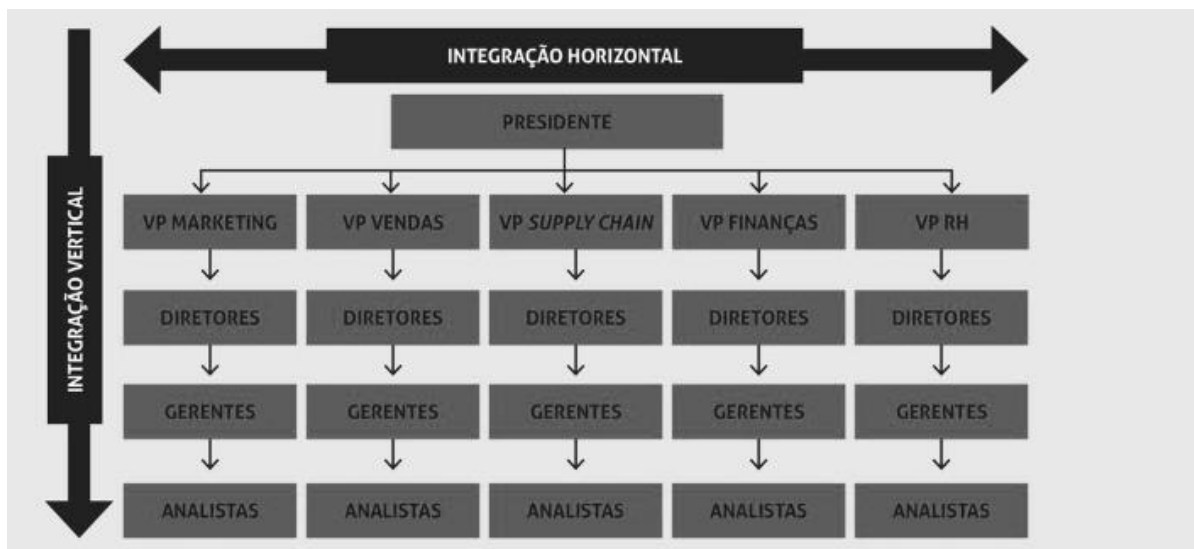 INTEGRAÇÃO HORIZONTAL
PRESIDENTE
INTEGRAÇÃO VERTICAL
VP MARKETING
VP VENDAS
VP SUPPLY CHAIN
VP FINANÇAS
VP RH
DIRETORES
DIRETORES
DIRETORES
DIRETORES
DIRETORES
GERENTES
GERENTES
GERENTES
GERENTES
GERENTES
ANALISTAS
ANALISTAS
ANALISTAS
ANALISTAS
ANALISTAS